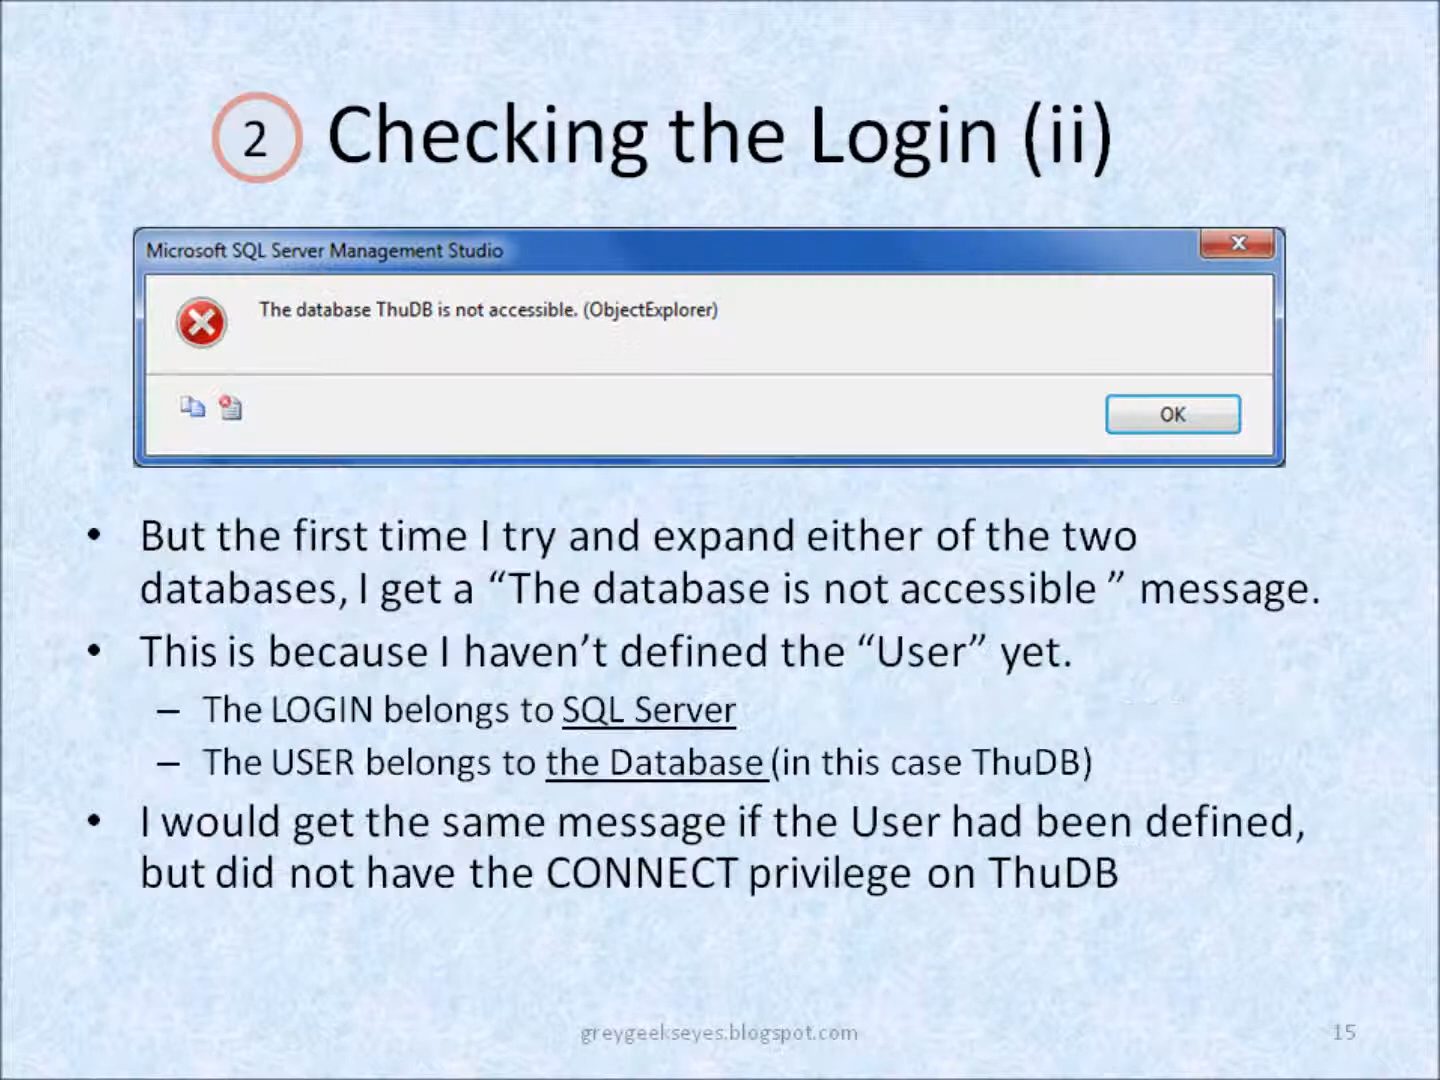 2 Checking the Login (ii)
Microsoft SQL Server Management Studio
The database ThuDB is not accessible. (ObjectExplorer)
OK
• But the first time I try and expand either of the two
databases, I get a “The database is not accessible ” message.
• This is because I haven’t defined the “User” yet.
– The LOGIN belongs to SQL Server
– The USER belongs to the Database (in this case ThuDB)
• I would get the same message if the User had been defined,
but did not have the CONNECT privilege on ThuDB
greygeekseyes.blogspot.com 15